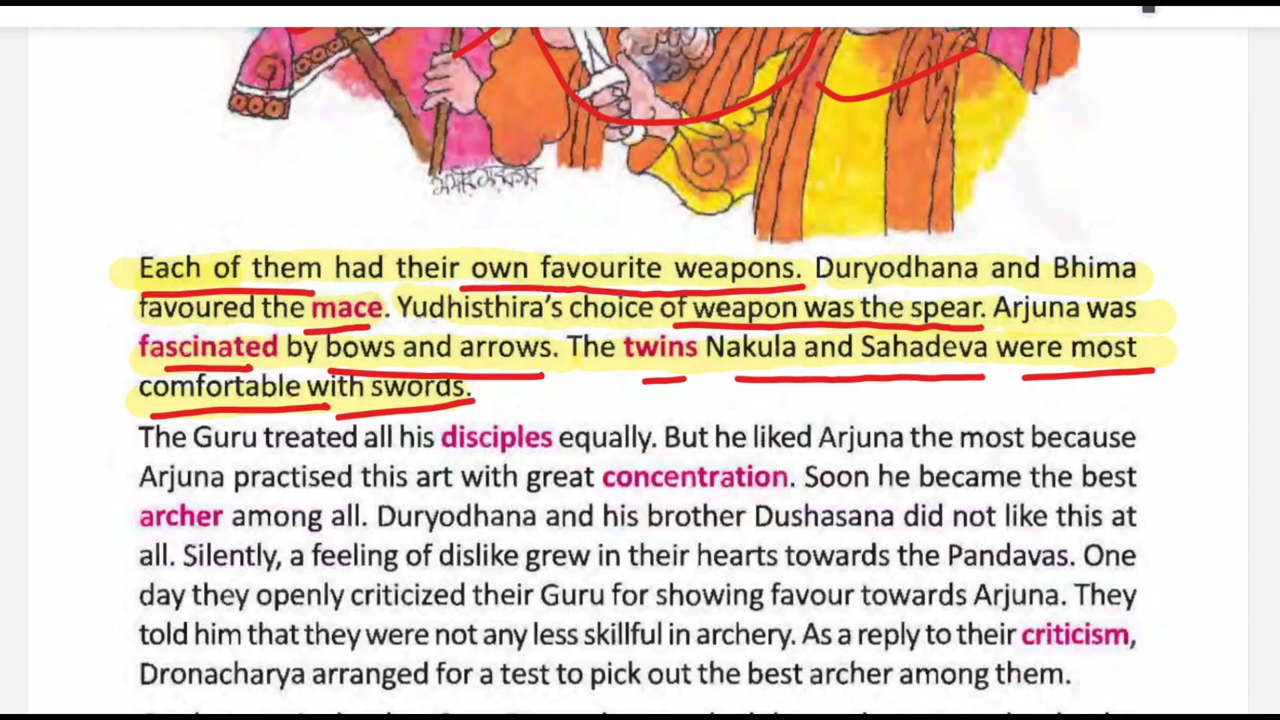 Each of them had their own favourite weapons. Duryodhana and Bhima
favoured the mace. Yudhisthira's choice of weapon was the spear. Arjuna was
fascinated by bows and arrows. The twins Nakula and Sahadeva were most
comfortable with swords.
The Guru treated all his disciples equally. But he liked Arjuna the most because
Arjuna practised this art with great concentration. Soon he became the best
archer among all. Duryodhana and his brother Dushasana did not like this at
all. Silently, a feeling of dislike grew in their hearts towards the Pandavas. One
day they openly criticized their Guru for showing favour towards Arjuna. They
told him that they were not any less skillful in archery. As a reply to their criticism,
Dronacharya arranged for a test to pick out the best archer among them.